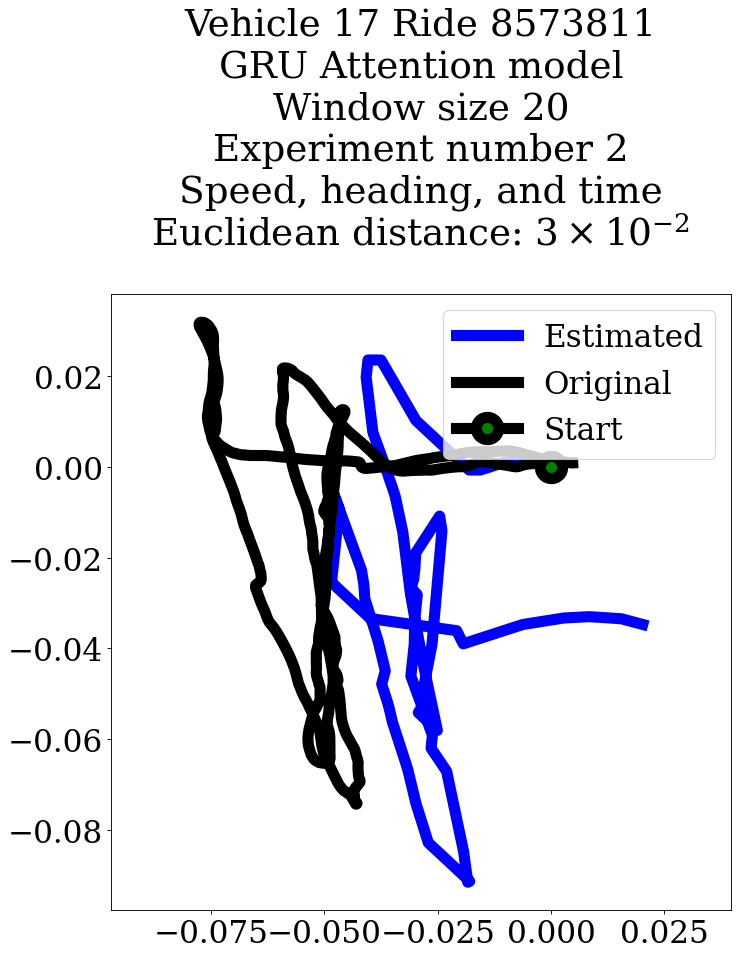 Vehicle 17 Ride 8573811
GRU Attention model
Window size 20
Experiment number 2
Speed, heading, and time
Euclidean distance: 3 × 10⁻²
Estimated
Original
Start
0.02
0.00
−0.02
−0.04
−0.06
−0.08
−0.075 −0.050 −0.025 0.000 0.025